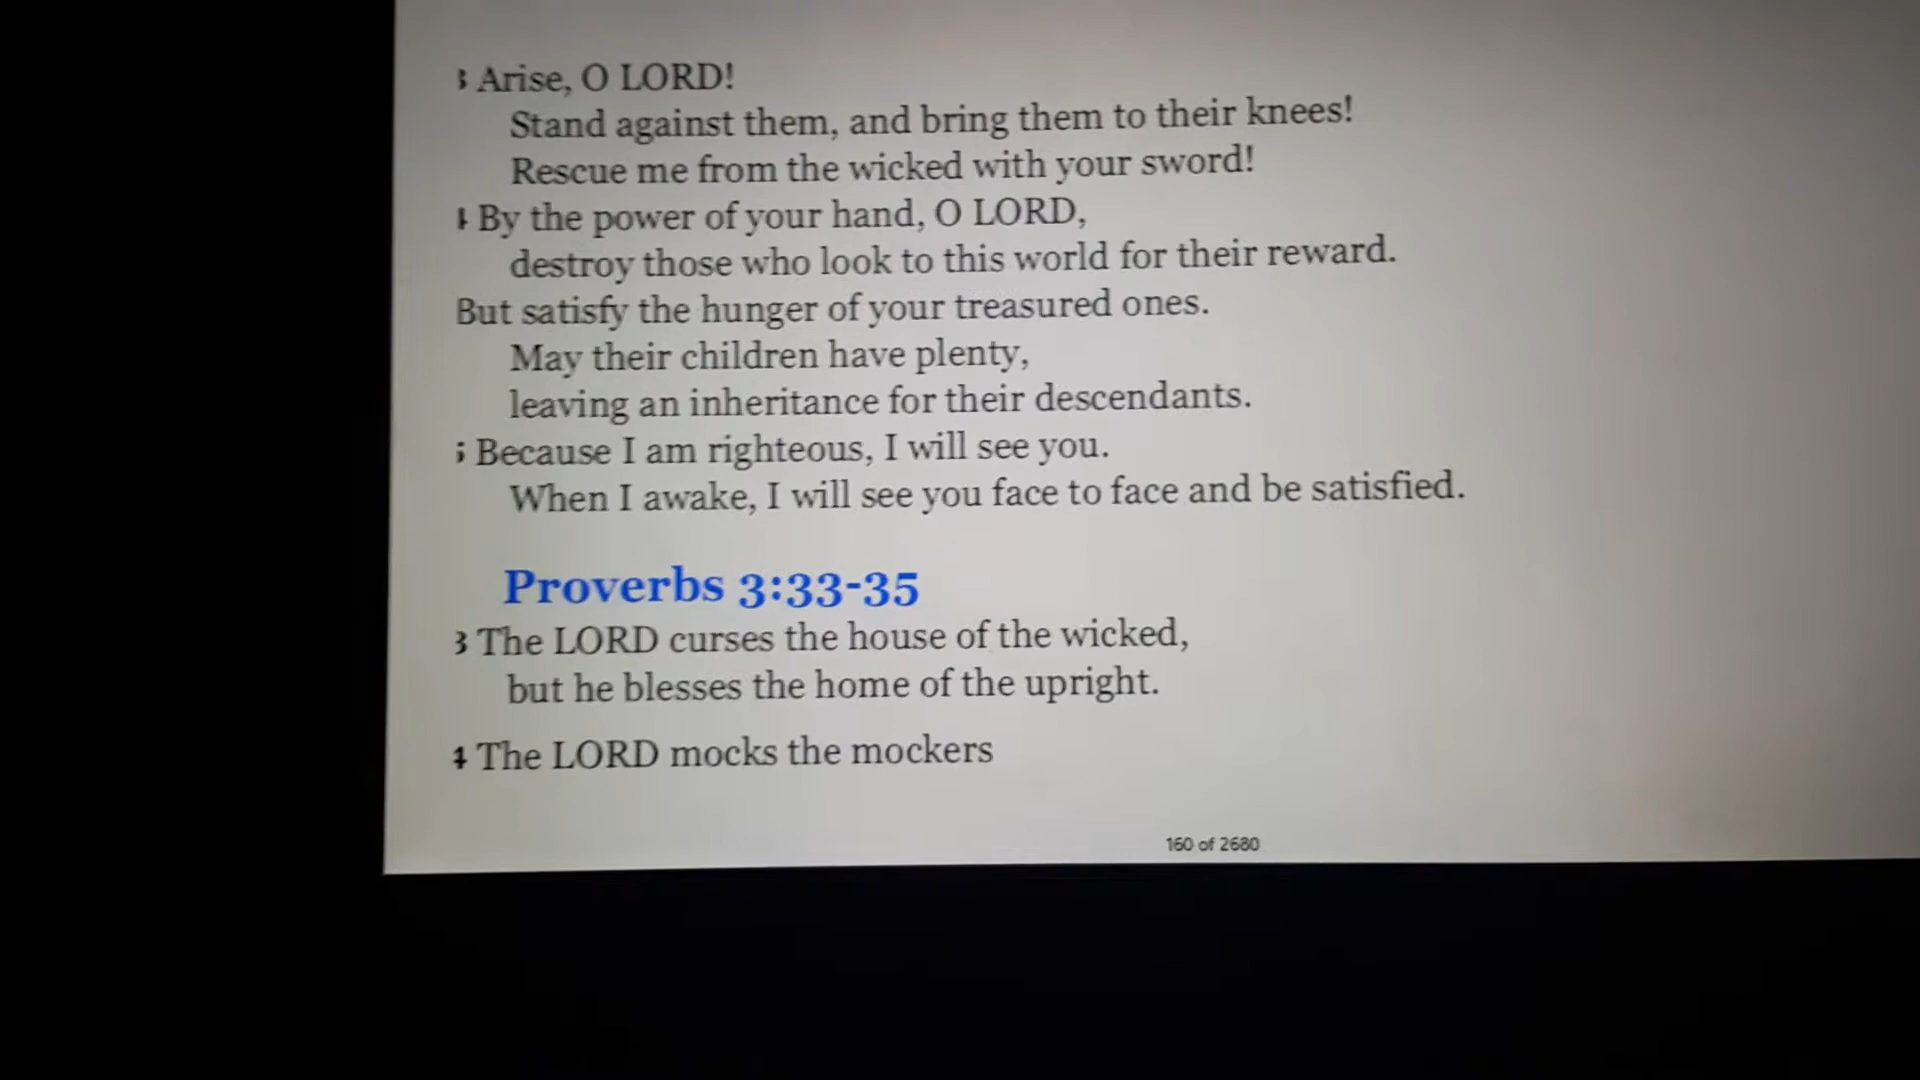 3 Arise, O LORD!
Stand against them, and bring them to their knees!
Rescue me from the wicked with your sword!
4 By the power of your hand, O LORD,
destroy those who look to this world for their reward.
But satisfy the hunger of your treasured ones.
May their children have plenty,
leaving an inheritance for their descendants.
5 Because I am righteous, I will see you.
When I awake, I will see you face to face and be satisfied.
Proverbs 3:33-35
3 The LORD curses the house of the wicked,
but he blesses the home of the upright.
4 The LORD mocks the mockers
160 of 2680